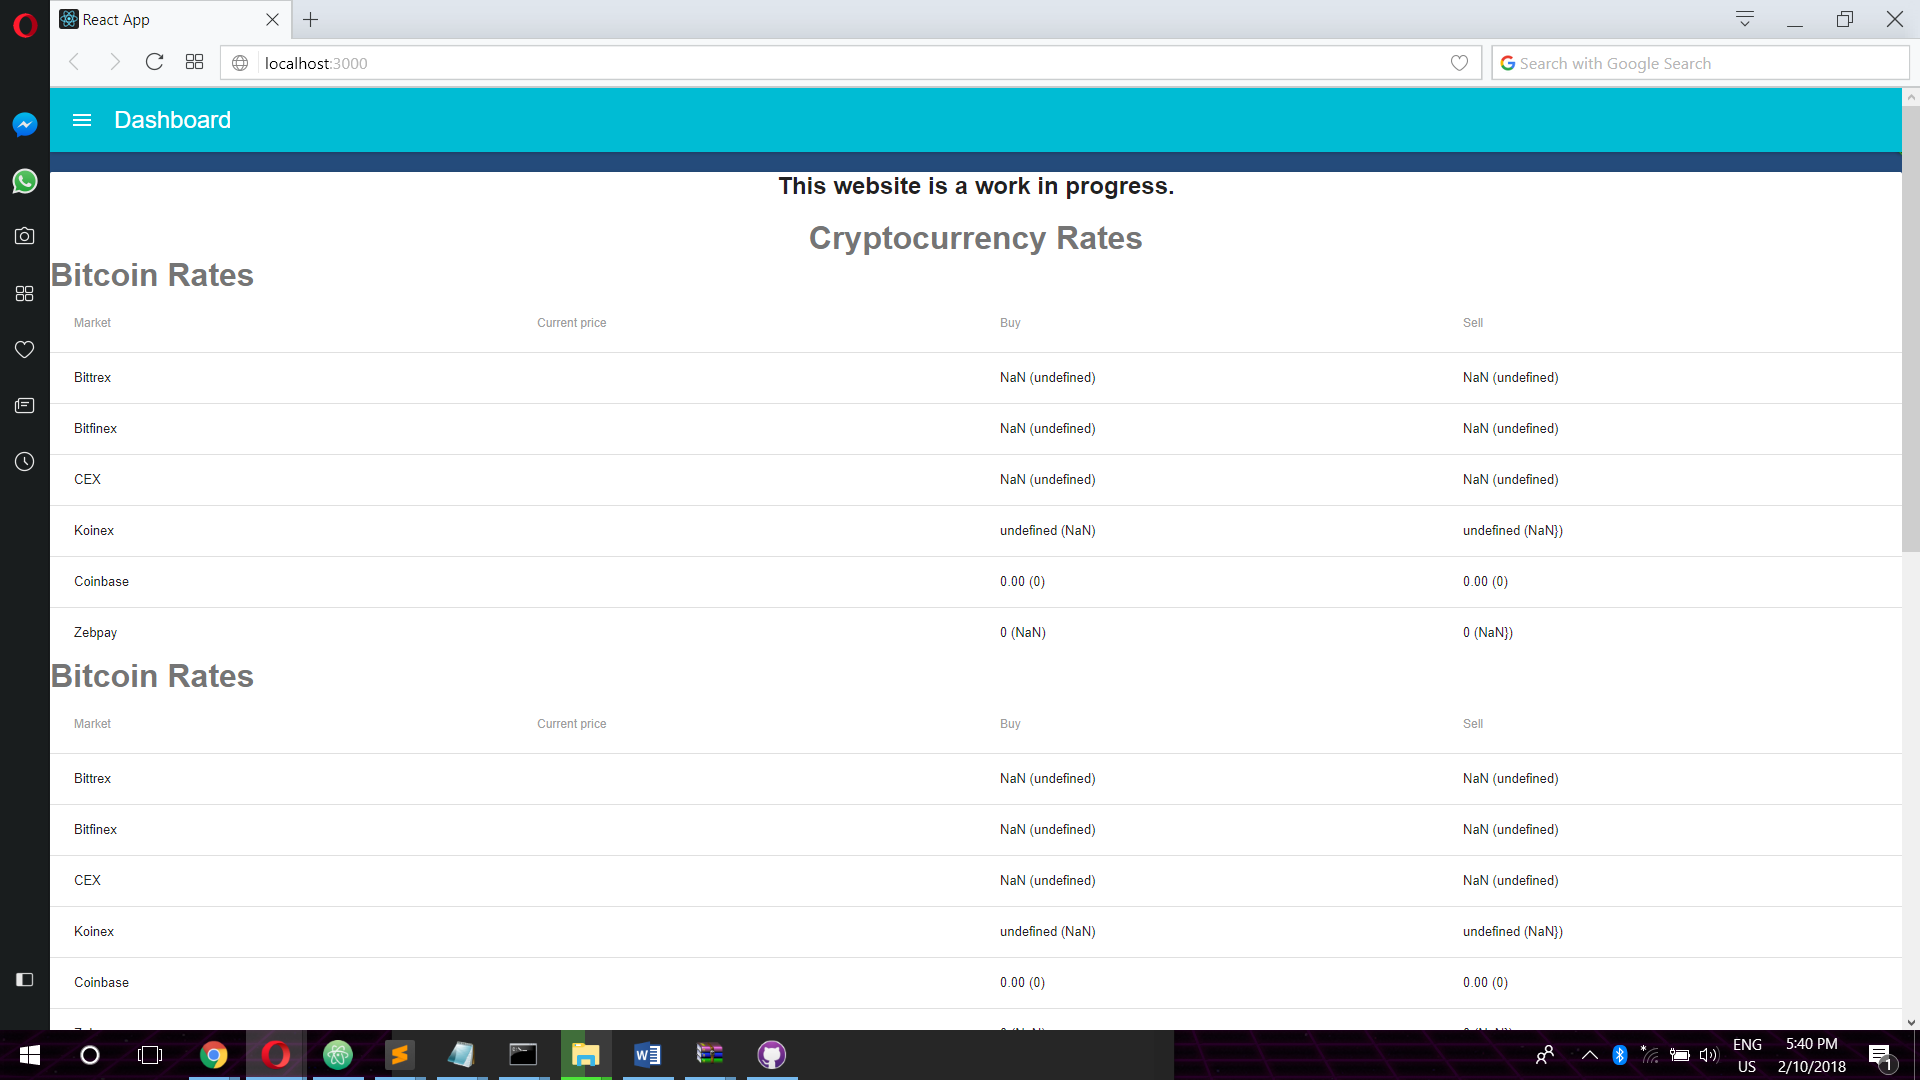 React App
localhost:3000
Search with Google Search
Dashboard
This website is a work in progress.
Cryptocurrency Rates
Bitcoin Rates
Market Current price Buy Sell
Bittrex NaN (undefined) NaN (undefined)
Bitfinex NaN (undefined) NaN (undefined)
CEX NaN (undefined) NaN (undefined)
Koinex undefined (NaN) undefined (NaN})
Coinbase 0.00 (0) 0.00 (0)
Zebpay 0 (NaN) 0 (NaN})
Bitcoin Rates
Market Current price Buy Sell
Bittrex NaN (undefined) NaN (undefined)
Bitfinex NaN (undefined) NaN (undefined)
CEX NaN (undefined) NaN (undefined)
Koinex undefined (NaN) undefined (NaN})
Coinbase 0.00 (0) 0.00 (0)
ENG 5:40 PM
US 2/10/2018 1